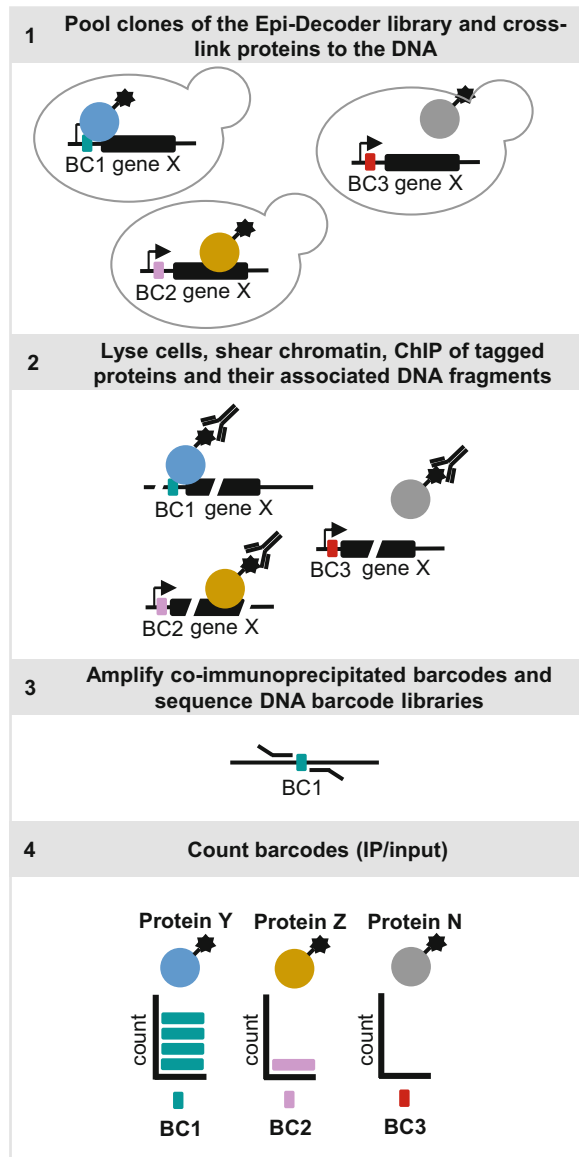 1
Pool clones of the Epi-Decoder library and cross-
link proteins to the DNA
BC1 gene X
BC3 gene X
BC2 gene X
2
Lyse cells, shear chromatin, ChIP of tagged
proteins and their associated DNA fragments
BC1 gene X
BC3 gene X
BC2 gene X
3
Amplify co-immunoprecipitated barcodes and
sequence DNA barcode libraries
BC1
4
Count barcodes (IP/input)
Protein Y
Protein Z
Protein N
count
count
count
BC1
BC2
BC3